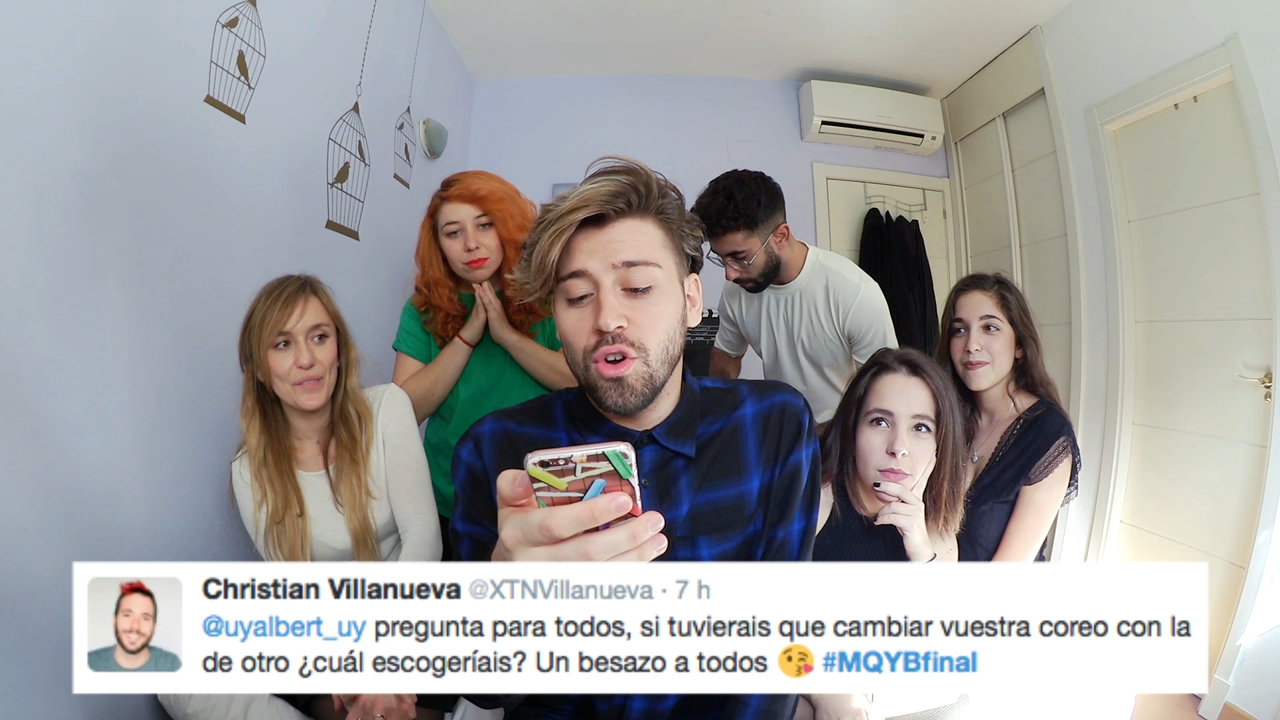 Christian Villanueva @XTNVillanueva · 7 h
@uyalbert_uy pregunta para todos, si tuvierais que cambiar vuestra coreo con la
de otro ¿cuál escogeríais? Un besazo a todos 😘 #MQYBfinal